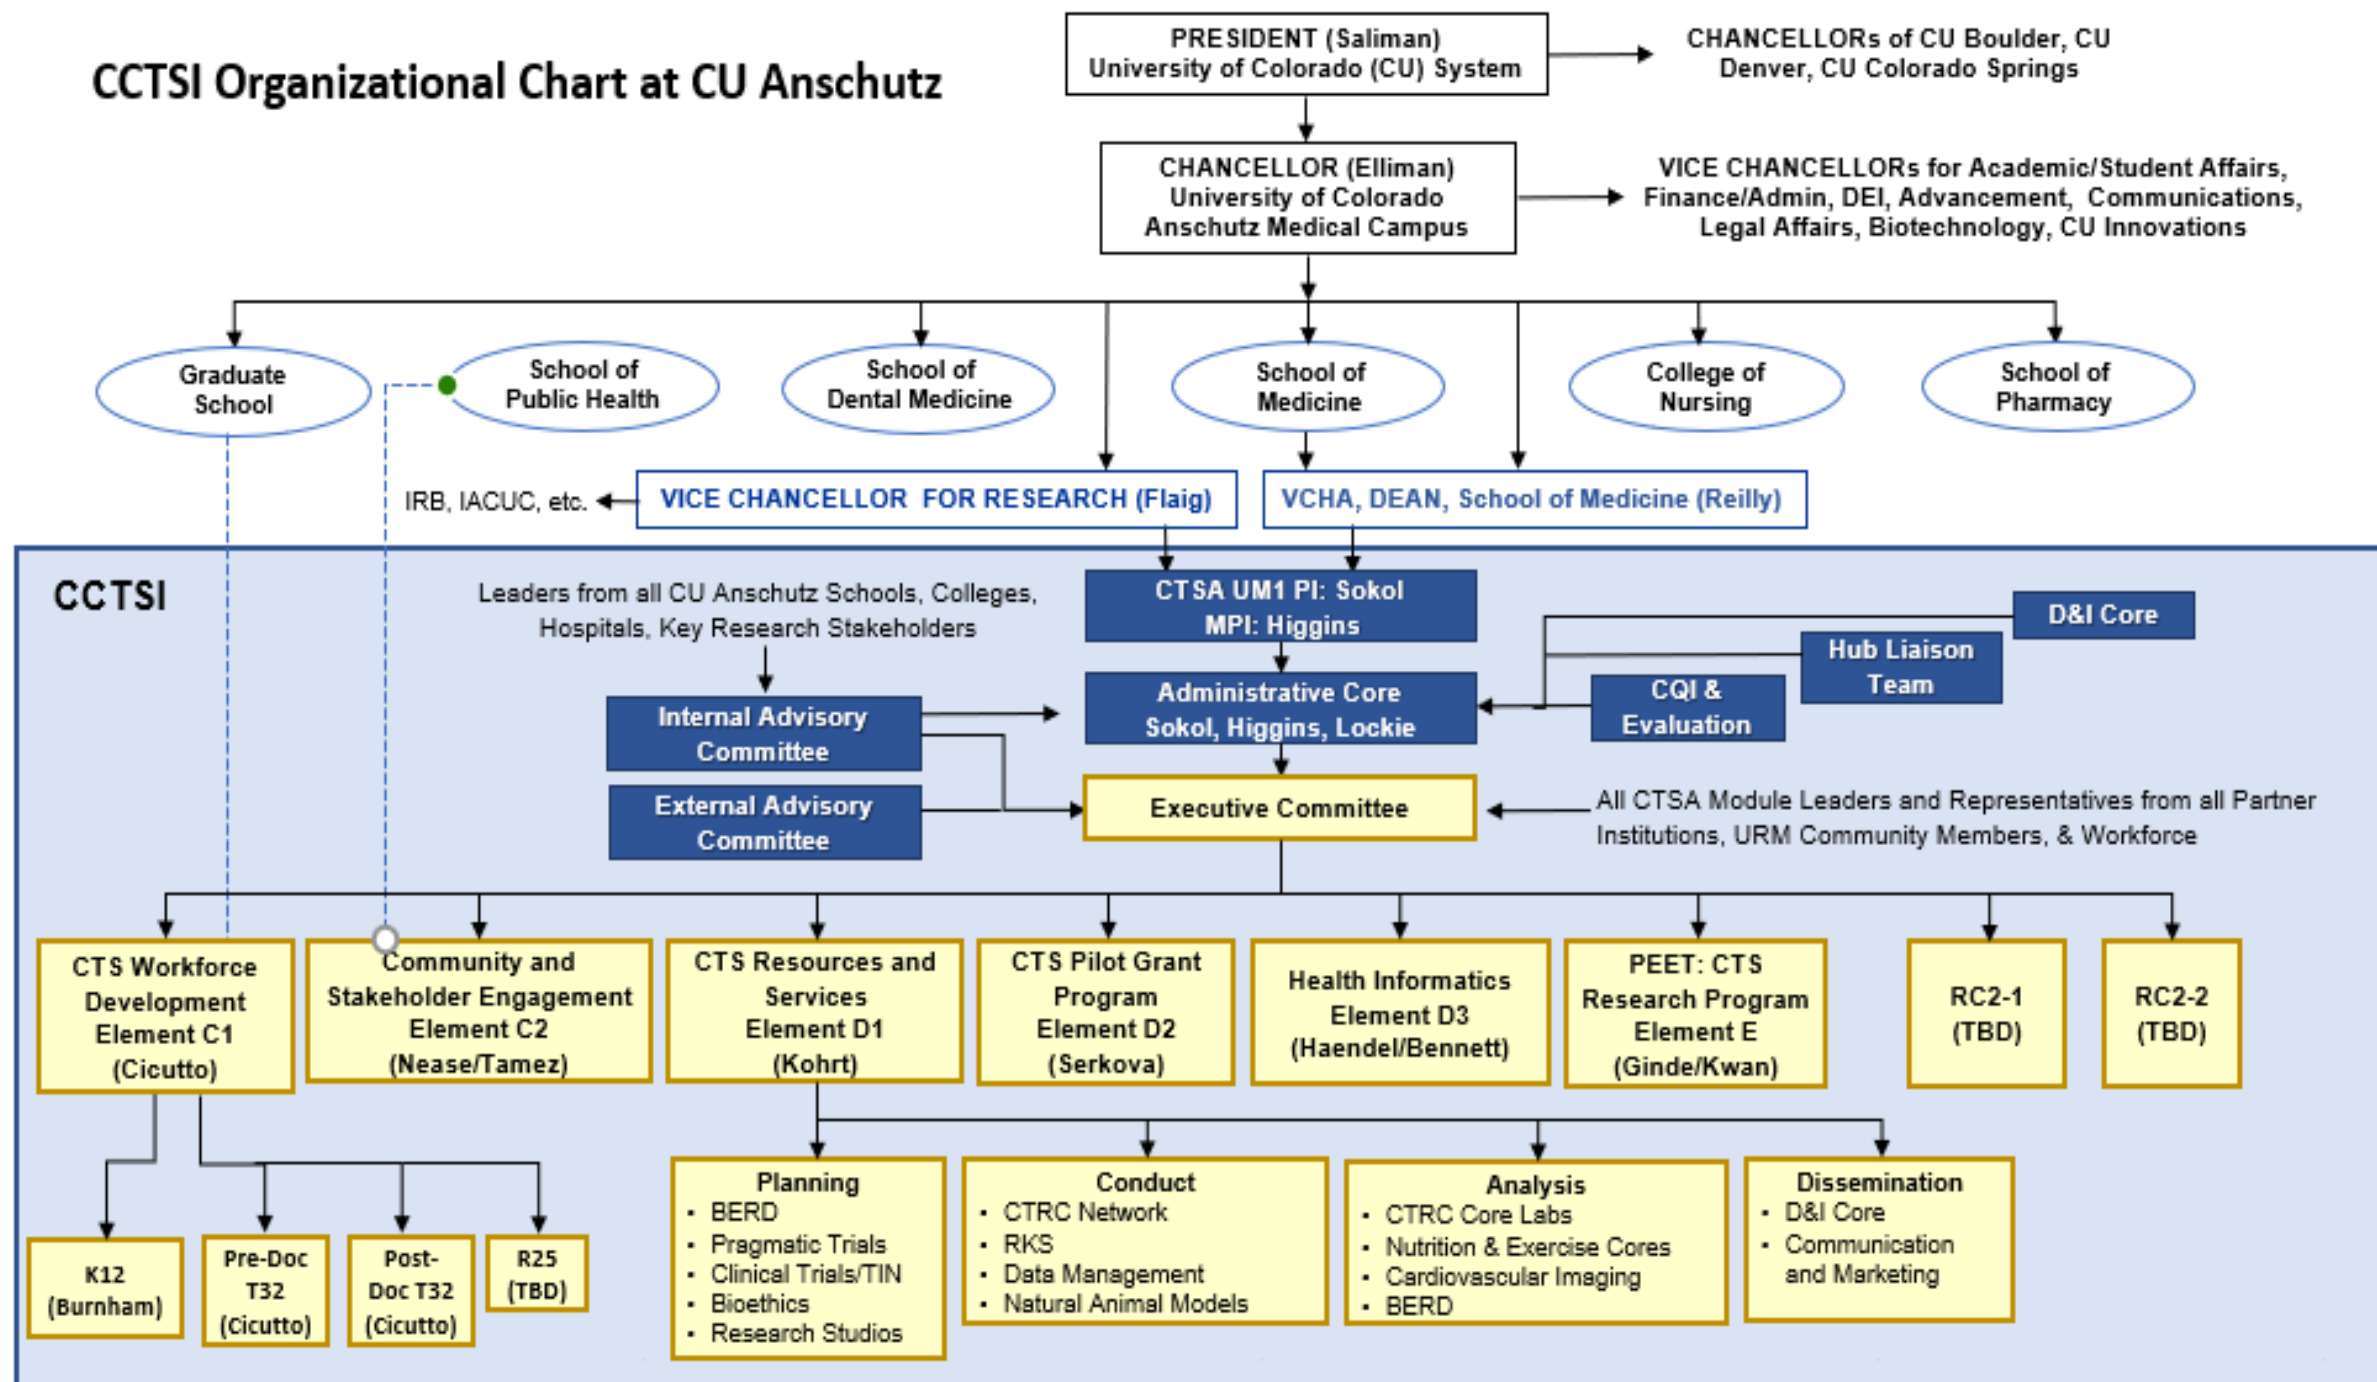 CCTSI Organizational Chart at CU Anschutz
PRESIDENT (Saliman)
University of Colorado (CU) System
CHANCELLORs of CU Boulder, CU
Denver, CU Colorado Springs
CHANCELLOR (Elliman)
University of Colorado
Anschutz Medical Campus
VICE CHANCELLORs for Academic/Student Affairs,
Finance/Admin, DEI, Advancement, Communications,
Legal Affairs, Biotechnology, CU Innovations
Graduate
School
School of
Public Health
School of
Dental Medicine
School of
Medicine
College of
Nursing
School of
Pharmacy
IRB, IACUC, etc.
VICE CHANCELLOR FOR RESEARCH (Flaig)
VCHA, DEAN, School of Medicine (Reilly)
CCTSI
Leaders from all CU Anschutz Schools, Colleges,
Hospitals, Key Research Stakeholders
CTSA UM1 PI: Sokol
MPI: Higgins
D&I Core
Hub Liaison
Team
CQI &
Evaluation
Internal Advisory
Committee
Administrative Core
Sokol, Higgins, Lockie
External Advisory
Committee
Executive Committee
All CTSA Module Leaders and Representatives from all Partner
Institutions, URM Community Members, & Workforce
CTS Workforce
Development
Element C1
(Cicutto)
Community and
Stakeholder Engagement
Element C2
(Nease/Tamez)
CTS Resources and
Services
Element D1
(Kohrt)
CTS Pilot Grant
Program
Element D2
(Serkova)
Health Informatics
Element D3
(Haendel/Bennett)
PEET: CTS
Research Program
Element E
(Ginde/Kwan)
RC2-1
(TBD)
RC2-2
(TBD)
K12
(Burnham)
Pre-Doc
T32
(Cicutto)
Post-
Doc T32
(Cicutto)
R25
(TBD)
Planning
▪ BERD
▪ Pragmatic Trials
▪ Clinical Trials/TIN
▪ Bioethics
▪ Research Studios
Conduct
▪ CTRC Network
▪ RKS
▪ Data Management
▪ Natural Animal Models
Analysis
▪ CTRC Core Labs
▪ Nutrition & Exercise Cores
▪ Cardiovascular Imaging
▪ BERD
Dissemination
▪ D&I Core
▪ Communication
and Marketing